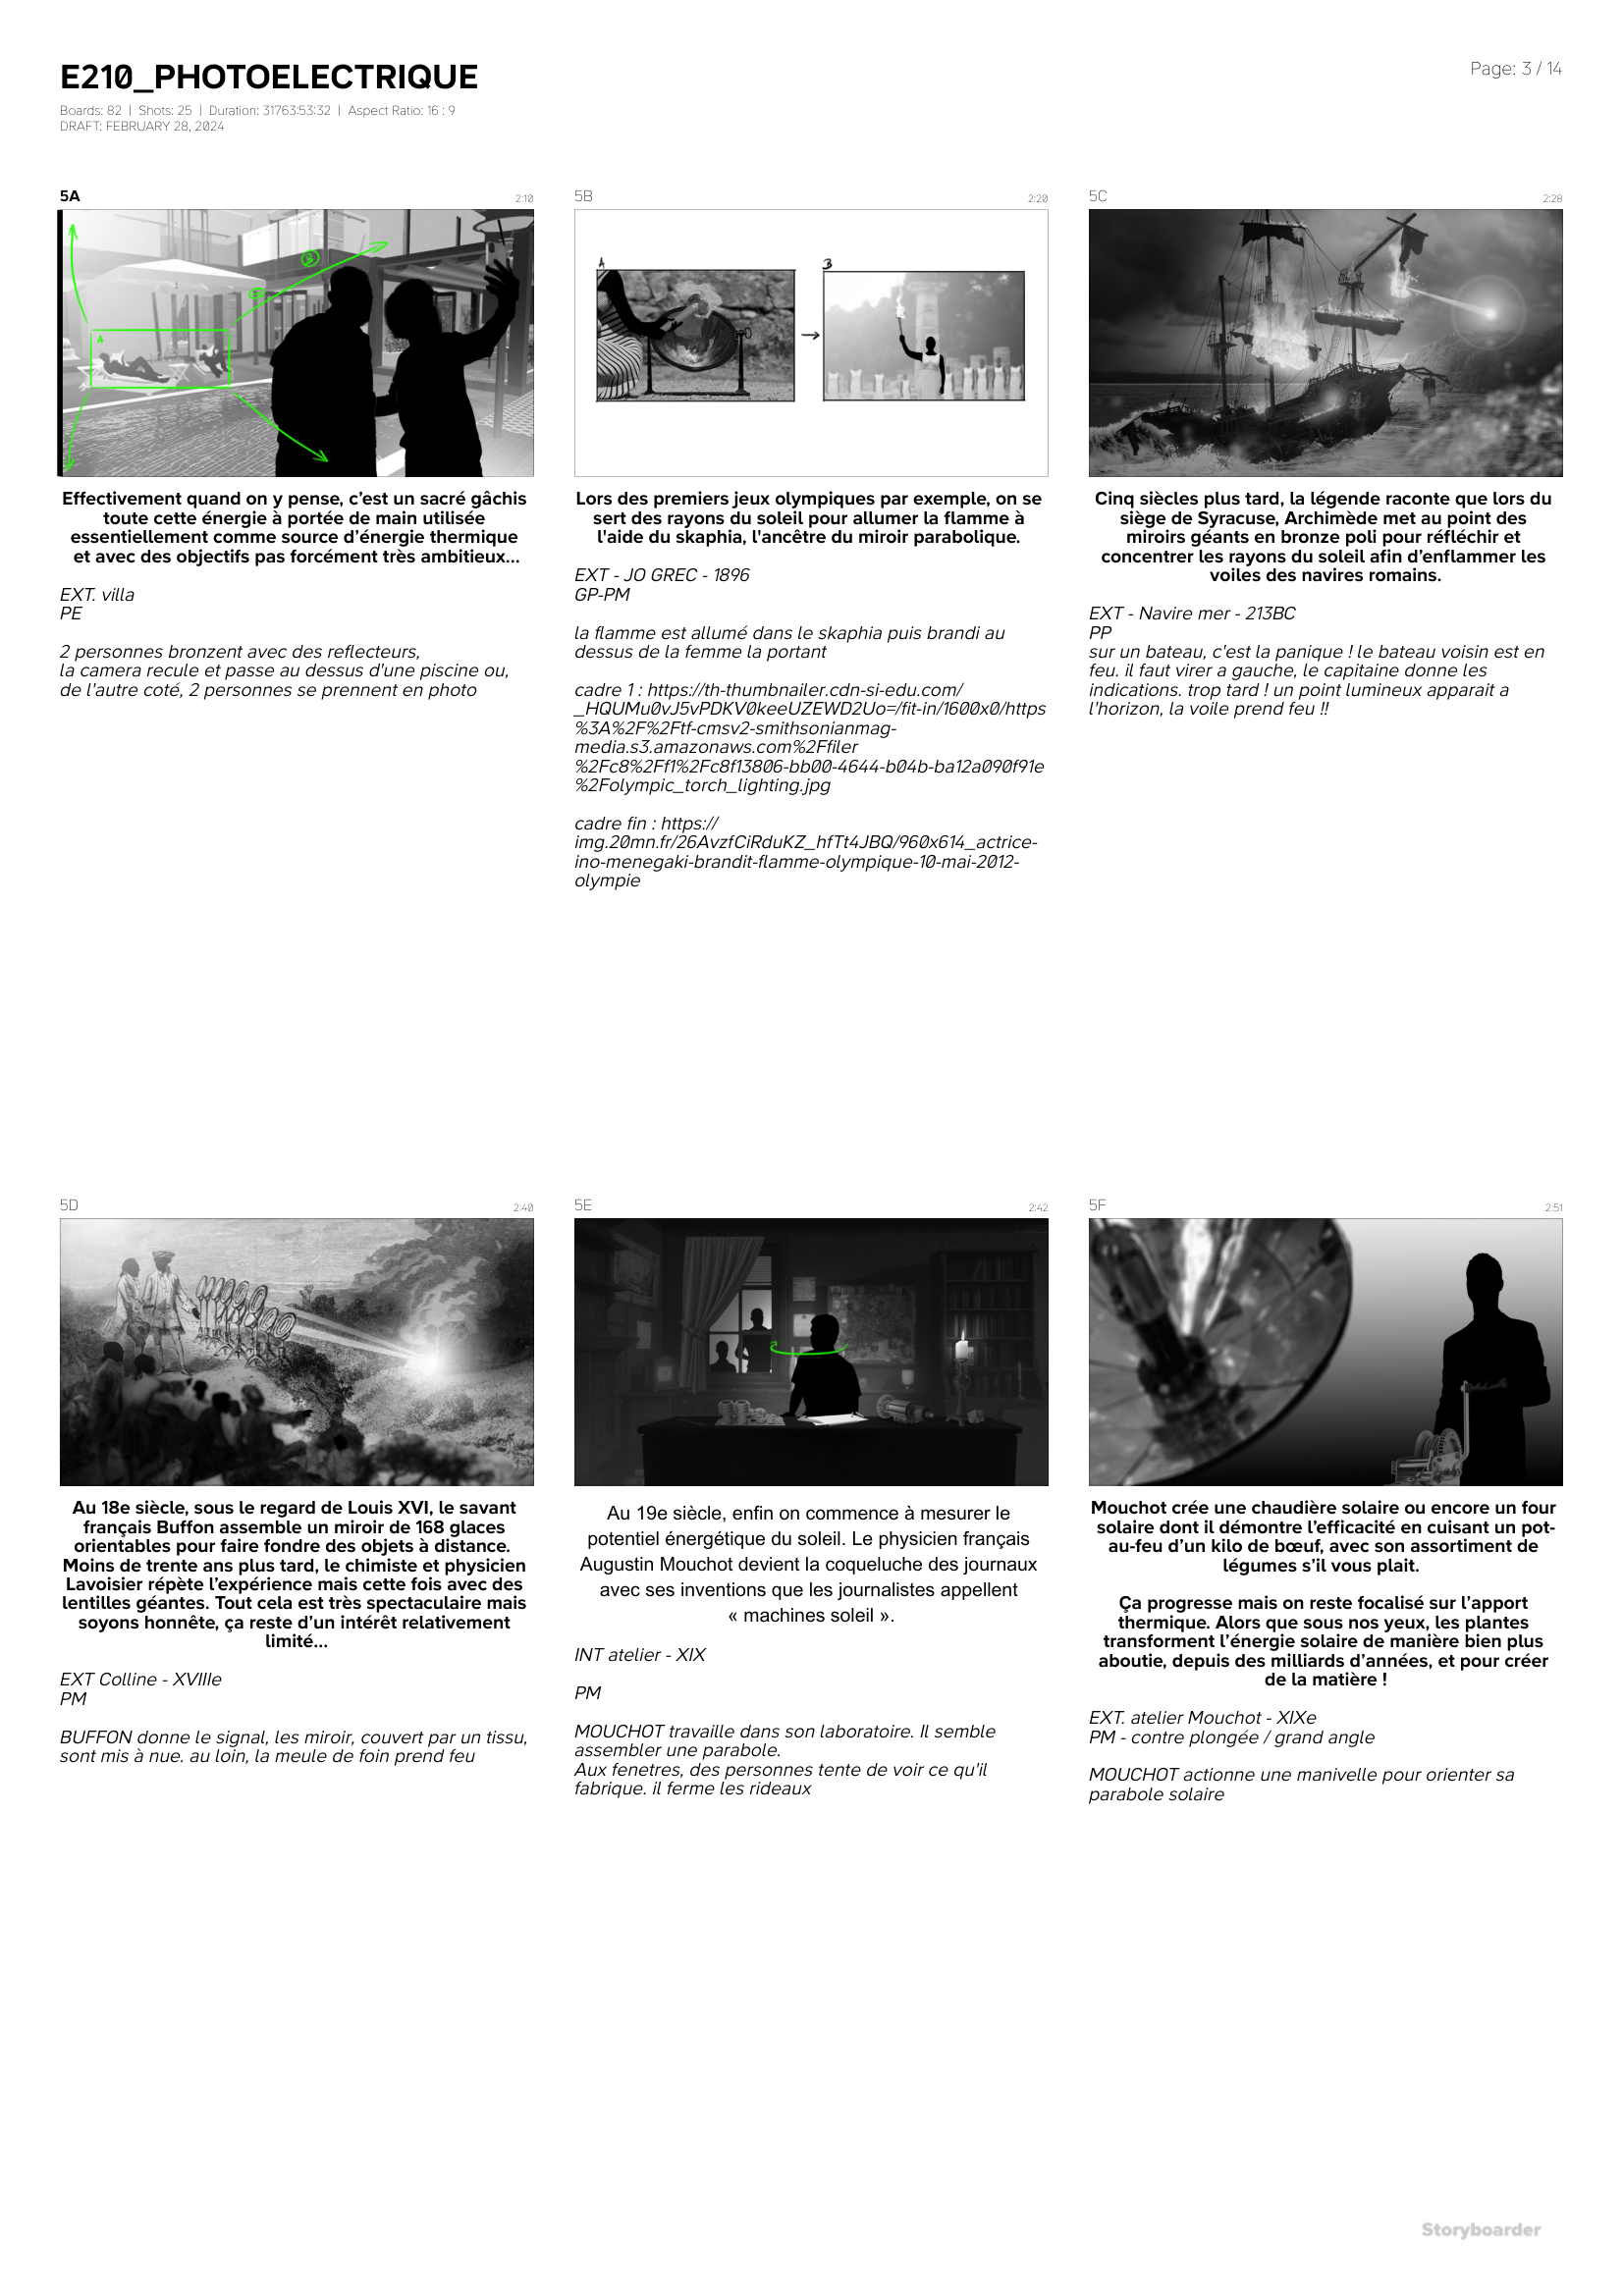 E210_PHOTOELECTRIQUE
Page: 3 / 14
Boards: 82 | Shots: 25 | Duration: 31763:53:32 | Aspect Ratio: 16 : 9
DRAFT: FEBRUARY 28, 2024
5A
2:10
A
B
Effectivement quand on y pense, c’est un sacré gâchis
toute cette énergie à portée de main utilisée
essentiellement comme source d’énergie thermique
et avec des objectifs pas forcément très ambitieux...
EXT. villa
PE
2 personnes bronzent avec des reflecteurs,
la camera recule et passe au dessus d'une piscine ou,
de l'autre coté, 2 personnes se prennent en photo
5B
2:20
A
B
Lors des premiers jeux olympiques par exemple, on se
sert des rayons du soleil pour allumer la flamme à
l'aide du skaphia, l'ancêtre du miroir parabolique.
EXT - JO GREC - 1896
GP-PM
la flamme est allumé dans le skaphia puis brandi au
dessus de la femme la portant
cadre 1 : https://th-thumbnailer.cdn-si-edu.com/
_HQUMu0vJ5vPDKV0keeUZEWD2Uo=/fit-in/1600x0/https
%3A%2F%2Ftf-cmsv2-smithsonianmag-
media.s3.amazonaws.com%2Ffiler
%2Fc8%2Ff1%2Fc8f13806-bb00-4644-b04b-ba12a090f91e
%2Folympic_torch_lighting.jpg
cadre fin : https://
img.20mn.fr/26AvzfCiRduKZ_hfTt4JBQ/960x614_actrice-
ino-menegaki-brandit-flamme-olympique-10-mai-2012-
olympie
5C
2:28
Cinq siècles plus tard, la légende raconte que lors du
siège de Syracuse, Archimède met au point des
miroirs géants en bronze poli pour réfléchir et
concentrer les rayons du soleil afin d’enflammer les
voiles des navires romains.
EXT - Navire mer - 213BC
PP
sur un bateau, c'est la panique ! le bateau voisin est en
feu. il faut virer a gauche, le capitaine donne les
indications. trop tard ! un point lumineux apparait a
l'horizon, la voile prend feu !!
5D
2:40
Au 18e siècle, sous le regard de Louis XVI, le savant
français Buffon assemble un miroir de 168 glaces
orientables pour faire fondre des objets à distance.
Moins de trente ans plus tard, le chimiste et physicien
Lavoisier répète l’expérience mais cette fois avec des
lentilles géantes. Tout cela est très spectaculaire mais
soyons honnête, ça reste d’un intérêt relativement
limité...
EXT Colline - XVIIIe
PM
BUFFON donne le signal, les miroir, couvert par un tissu,
sont mis à nue. au loin, la meule de foin prend feu
5E
2:42
Au 19e siècle, enfin on commence à mesurer le
potentiel énergétique du soleil. Le physicien français
Augustin Mouchot devient la coqueluche des journaux
avec ses inventions que les journalistes appellent
« machines soleil ».
INT atelier - XIX
PM
MOUCHOT travaille dans son laboratoire. Il semble
assembler une parabole.
Aux fenetres, des personnes tente de voir ce qu'il
fabrique. il ferme les rideaux
5F
2:51
Mouchot crée une chaudière solaire ou encore un four
solaire dont il démontre l’efficacité en cuisant un pot-
au-feu d’un kilo de bœuf, avec son assortiment de
légumes s’il vous plait.
Ça progresse mais on reste focalisé sur l’apport
thermique. Alors que sous nos yeux, les plantes
transforment l’énergie solaire de manière bien plus
aboutie, depuis des milliards d’années, et pour créer
de la matière !
EXT. atelier Mouchot - XIXe
PM - contre plongée / grand angle
MOUCHOT actionne une manivelle pour orienter sa
parabole solaire
Storyboarder